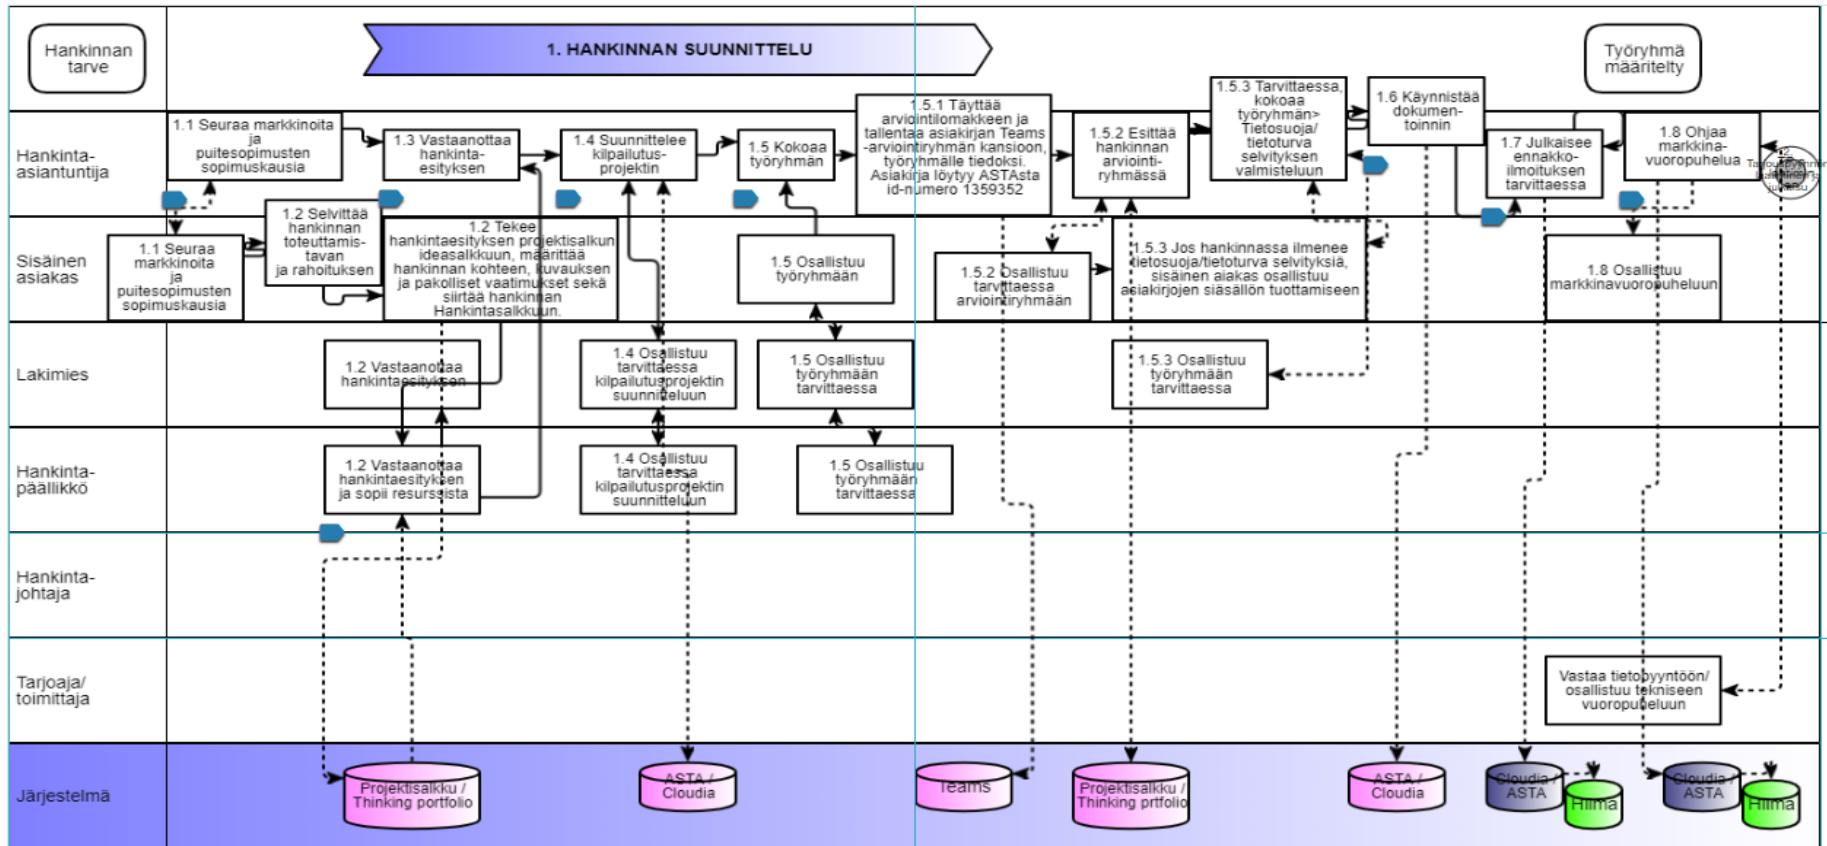 Hankinnan
tarve
1. HANKINNAN SUUNNITTELU
Työryhmä
määritelty
Hankinta-
asiantuntija
1.1 Seuraa markkinoita
ja
puitesopimusten
sopimuskausia
1.3 Vastaanottaa
hankinta-
esityksen
1.4 Suunnittelee
kilpailutus-
projektin
1.5 Kokoaa
työryhmän
1.5.1 Täyttää
arviointilomakkeen ja
tallentaa asiakirjan Teams
-arviointiryhmän kansioon,
työryhmälle tiedoksi.
Asiakirja löytyy ASTAsta
id-numero 1359352
1.5.2 Esittää
hankinnan
arviointi-
ryhmässä
1.5.3 Tarvittaessa,
kokoaa
työryhmän>
Tietosuoja/
tietoturva
selvityksen
valmisteluun
1.6 Käynnistää
dokumen-
toinnin
1.7 Julkaisee
ennakko-
ilmoituksen
tarvittaessa
1.8 Ohjaa
markkina-
vuoropuhelua
2.
Sisäinen
asiakas
1.1 Seuraa
markkinoita
ja
puitesopimusten
sopimuskausia
1.2 Selvittää
hankinnan
toteuttamis-
tavan
ja rahoituksen
1.2 Tekee
hankintaesityksen projektisalkun
ideasalkkuun, määrittää
hankinnan kohteen, kuvauksen
ja pakolliset vaatimukset sekä
siirtää hankinnan
Hankintasalkkuun.
1.5 Osallistuu
työryhmään
1.5.2 Osallistuu
tarvittaessa
arviointiryhmään
1.5.3 Jos hankinnassa ilmenee
tietosuoja/tietoturva selvityksiä,
sisäinen aiakas osallistuu
asiakirjojen siäsällön tuottamiseen
1.8 Osallistuu
markkinavuoropuheluun
Lakimies
1.2 Vastaanottaa
hankintaesityksen
1.4 Osallistuu
tarvittaessa
kilpailutusprojektin
suunnitteluun
1.5 Osallistuu
työryhmään
tarvittaessa
1.5.3 Osallistuu
työryhmään
tarvittaessa
Hankinta-
päällikkö
1.2 Vastaanottaa
hankintaesityksen
ja sopii resurssista
1.4 Osallistuu
tarvittaessa
kilpailutusprojektin
suunnitteluun
1.5 Osallistuu
työryhmään
tarvittaessa
Hankinta-
johtaja
Tarjoaja/
toimittaja
Vastaa tietopyyntöön/
osallistuu tekniseen
vuoropuheluun
Järjestelmä
Projektisalkku /
Thinking portfolio
ASTA /
Cloudia
Teams
Projektisalkku /
Thinking prtfolio
ASTA /
Cloudia
Cloudia /
ASTA
Hilma
Cloudia /
ASTA
Hilma